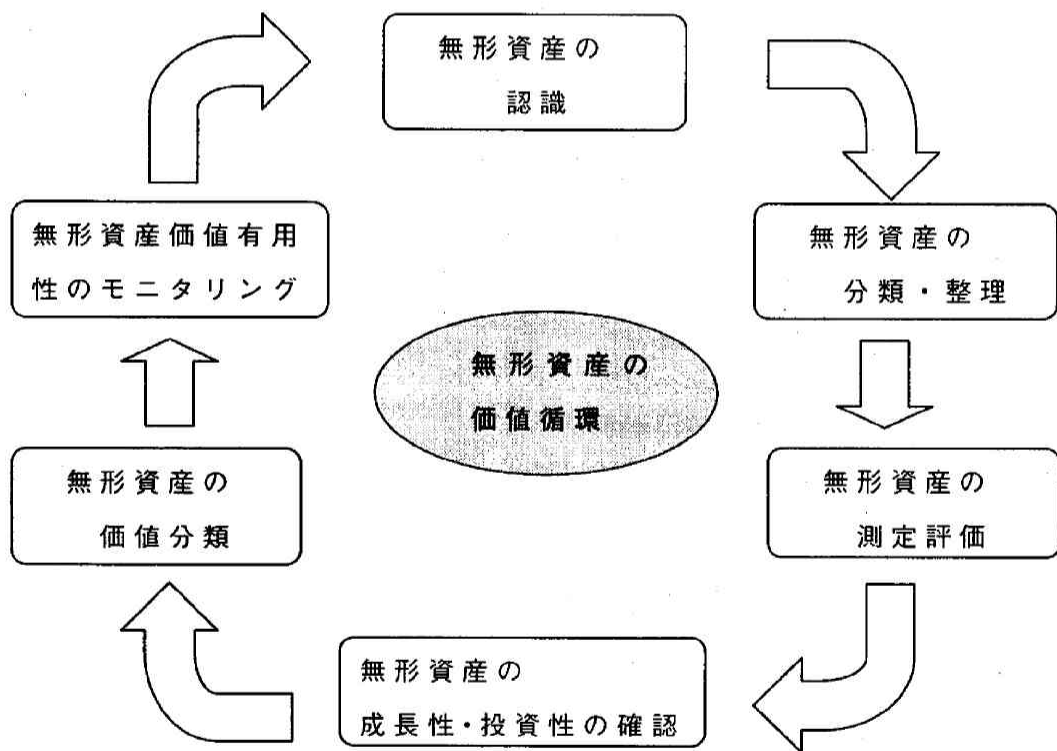 無形資産の
認識
無形資産価値有用
性のモニタリング
無形資産の
分類・整理
無形資産の
価値循環
無形資産の
価値分類
無形資産の
測定評価
無形資産の
成長性・投資性の確認